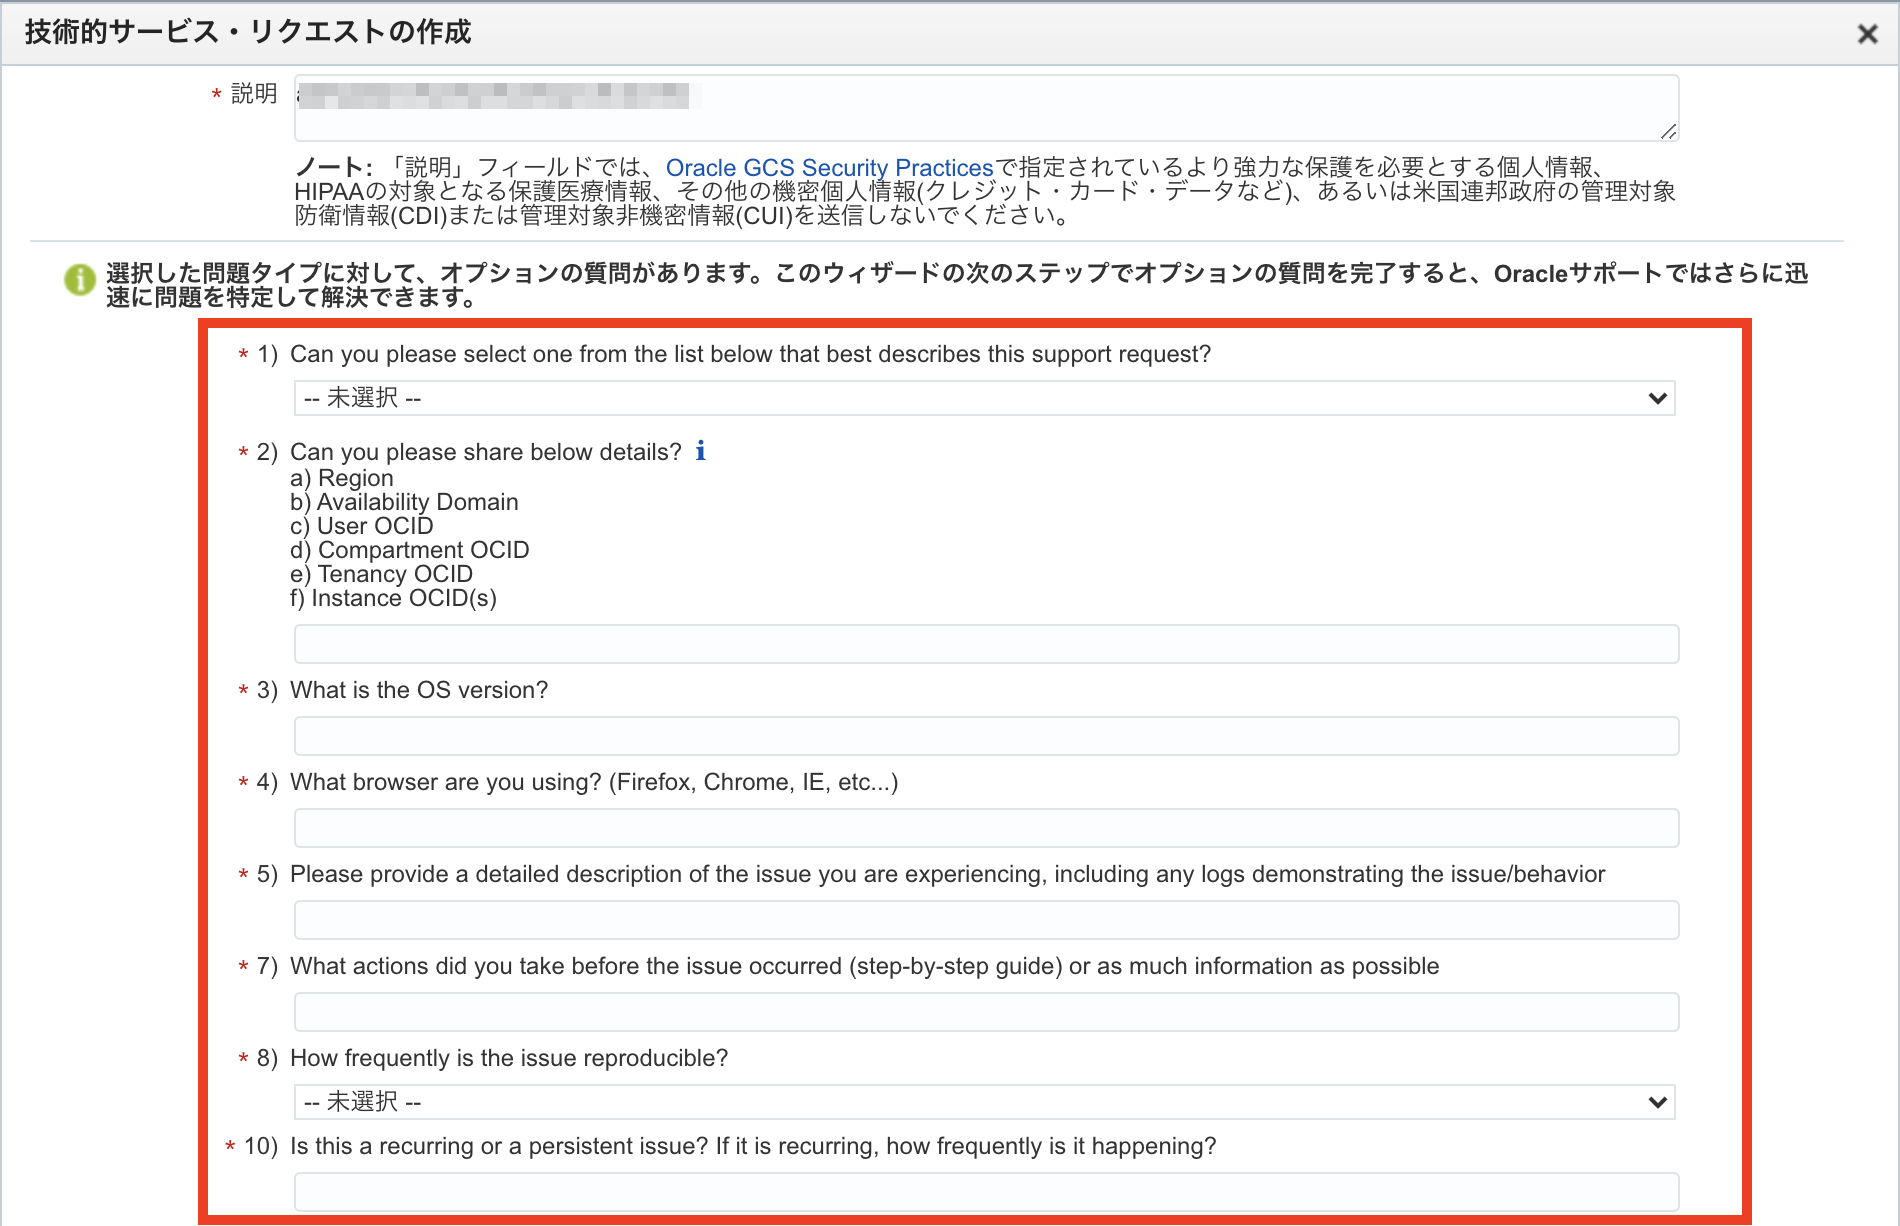 技術的サービス・リクエストの作成
* 説明
ノート: 「説明」フィールドでは、Oracle GCS Security Practicesで指定されているより強力な保護を必要とする個人情報、
HIPAAの対象となる保護医療情報、その他の機密個人情報(クレジット・カード・データなど)、あるいは米国連邦政府の管理対象
防衛情報(CDI)または管理対象非機密情報(CUI)を送信しないでください。
選択した問題タイプに対して、オプションの質問があります。このウィザードの次のステップでオプションの質問を完了すると、Oracleサポートではさらに迅
速に問題を特定して解決できます。
* 1) Can you please select one from the list below that best describes this support request?
-- 未選択 --
* 2) Can you please share below details?
a) Region
b) Availability Domain
c) User OCID
d) Compartment OCID
e) Tenancy OCID
f) Instance OCID(s)
* 3) What is the OS version?
* 4) What browser are you using? (Firefox, Chrome, IE, etc...)
* 5) Please provide a detailed description of the issue you are experiencing, including any logs demonstrating the issue/behavior
* 7) What actions did you take before the issue occurred (step-by-step guide) or as much information as possible
* 8) How frequently is the issue reproducible?
-- 未選択 --
* 10) Is this a recurring or a persistent issue? If it is recurring, how frequently is it happening?